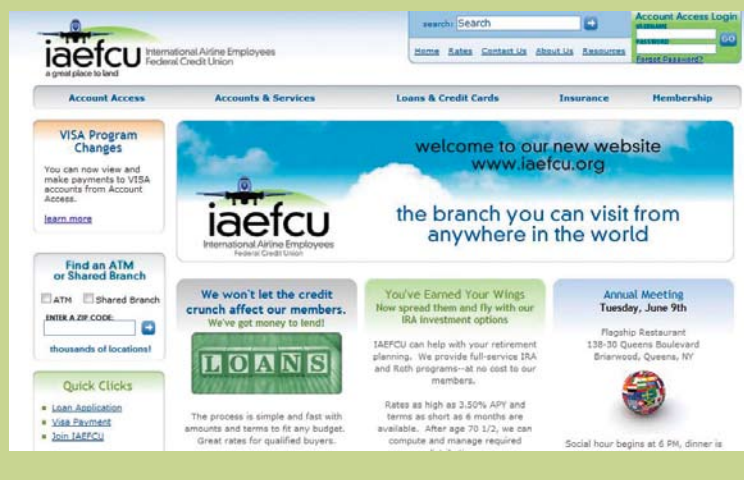 iaefcu
International Airline Employees
Federal Credit Union
a great place to land
search: Search
Home Rates Contact Us About Us Resources
Account Access Login
GO
Forgot Password?
Account Access
Accounts & Services
Loans & Credit Cards
Insurance
Membership
VISA Program
Changes
You can now view and
make payments to VISA
accounts from Account
Access.
learn more
welcome to our new website
www.iaefcu.org
iaefcu
International Airline Employees
Federal Credit Union
the branch you can visit from
anywhere in the world
Find an ATM
or Shared Branch
ATM Shared Branch
ENTER A ZIP CODE:
thousands of locations!
Quick Clicks
Loan Application
Visa Payment
Join IAEFCU
We won't let the credit
crunch affect our members.
We've got money to lend!
LOANS
The process is simple and fast with
amounts and terms to fit any budget.
Great rates for qualified buyers.
You've Earned Your Wings
Now spread them and fly with our
IRA investment options
IAEFCU can help with your retirement
planning. We provide full-service IRA
and Roth programs--at no cost to our
members.
Rates as high as 3.50% APY and
terms as short as 6 months are
available. After age 70 1/2, we can
compute and manage required
Annual Meeting
Tuesday, June 9th
Flagship Restaurant
138-30 Queens Boulevard
Briarwood, Queens, NY
Social hour begins at 6 PM, dinner is